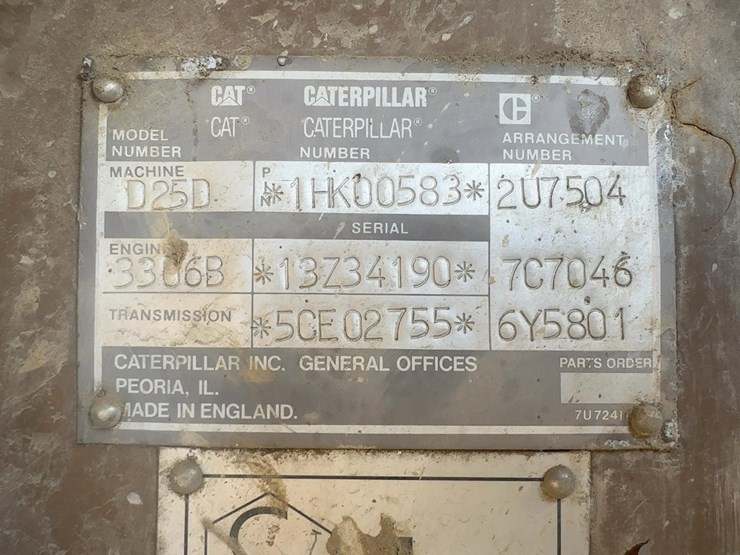 CAT® CATERPILLAR® C®
CAT® CATERPILLAR®
MODEL NUMBER NUMBER ARRANGEMENT NUMBER
MACHINE D25D PIN *1HK00583* 2U7504
SERIAL
ENGINE 3306B *13Z34190* 7C7046
TRANSMISSION *5CE02755* 6Y5801
CATERPILLAR INC. GENERAL OFFICES PARTS ORDER
PEORIA, IL.
MADE IN ENGLAND. 7U7241